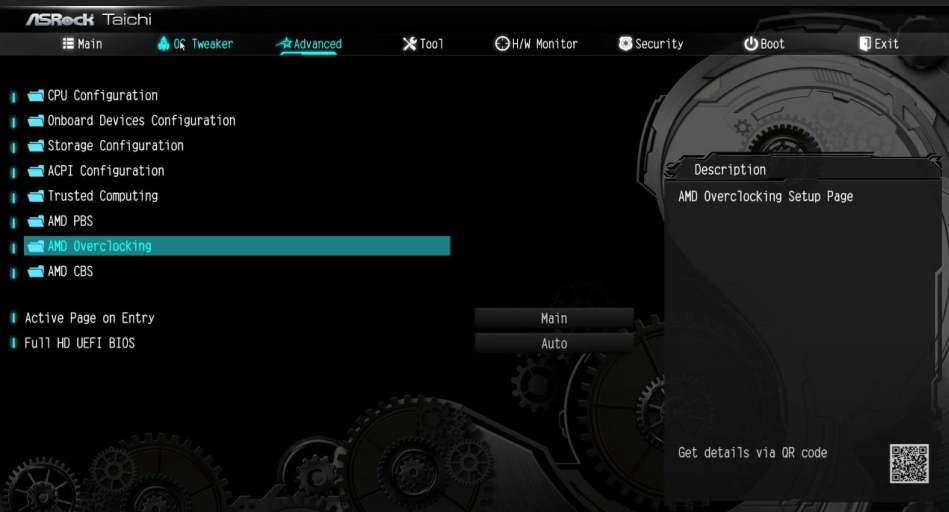 ASRock Taichi
Main OC Tweaker Advanced Tool H/W Monitor Security Boot Exit
CPU Configuration
Onboard Devices Configuration
Storage Configuration
ACPI Configuration
Trusted Computing
AMD PBS
AMD Overclocking
AMD CBS
Active Page on Entry Main
Full HD UEFI BIOS Auto
Description
AMD Overclocking Setup Page
Get details via QR code